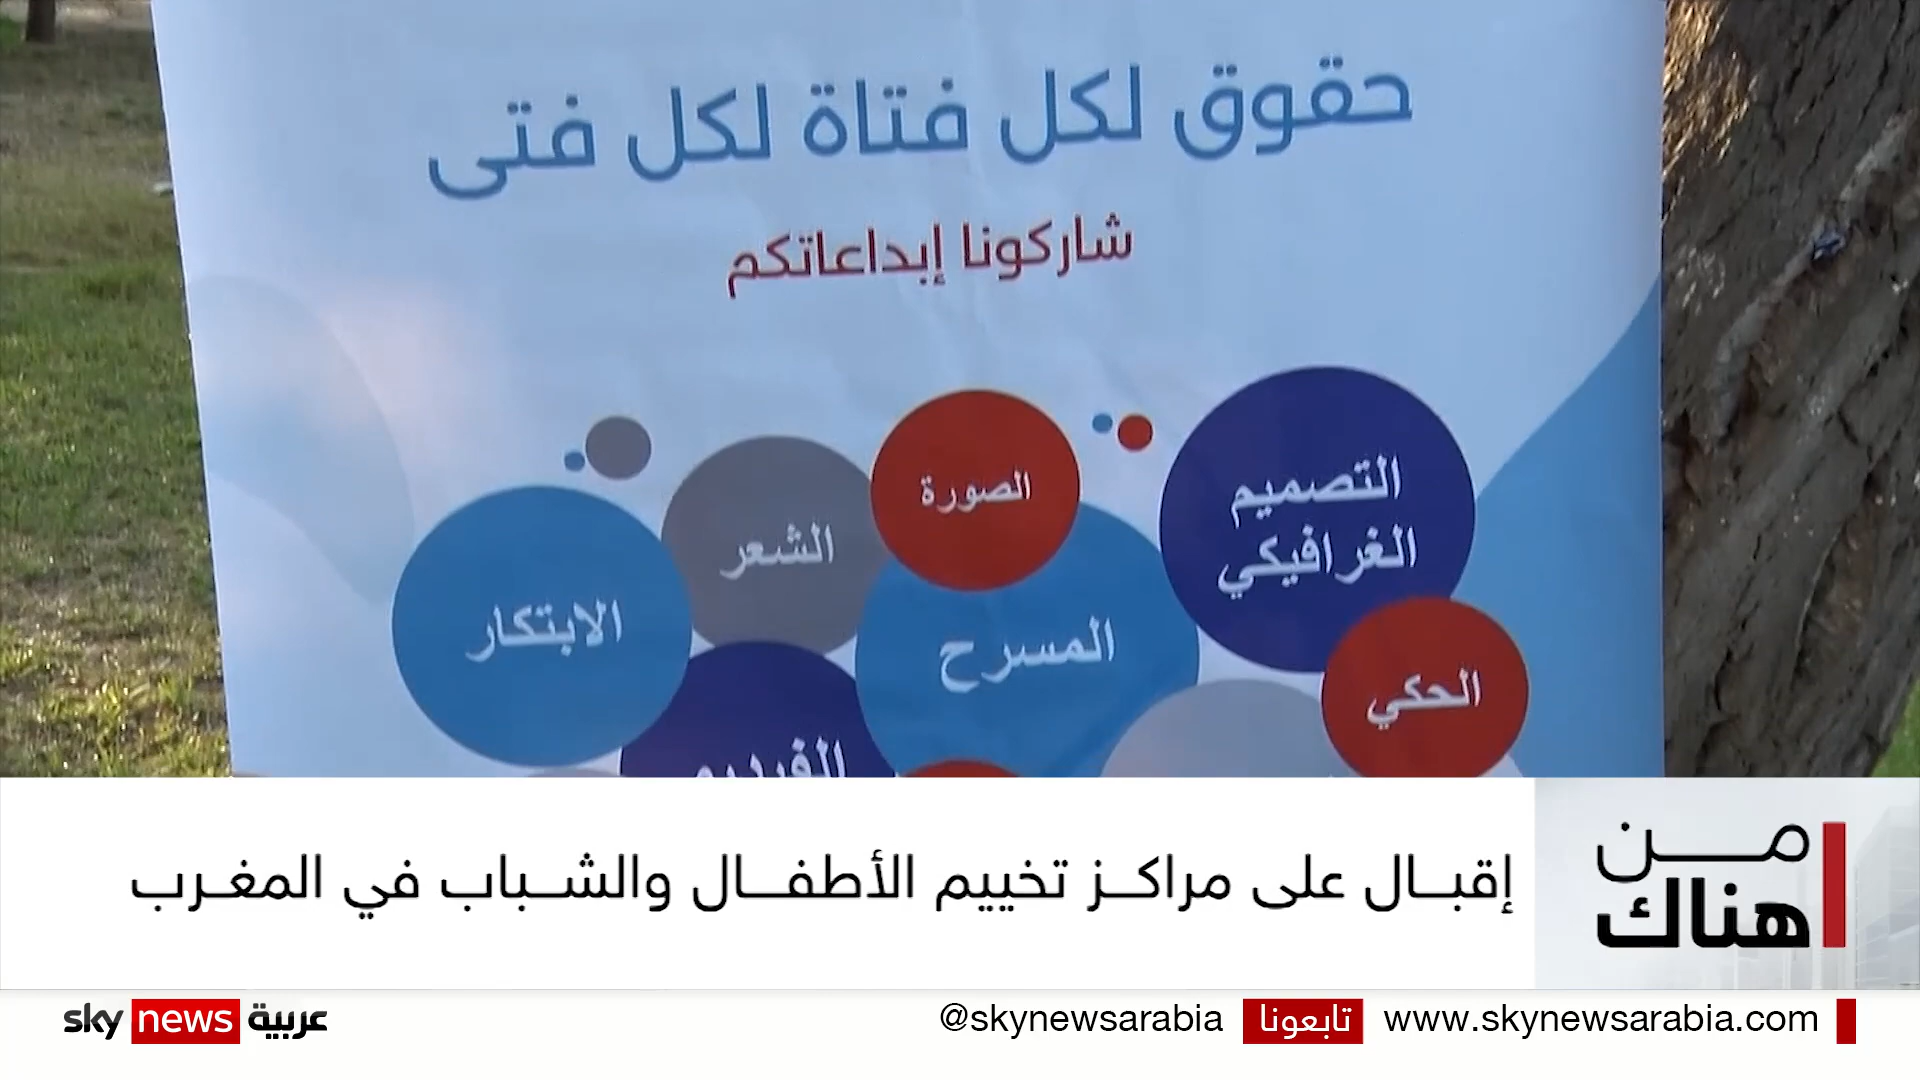 حقوق لكل فتاة لكل فتى
شاركونا إبداعاتكم
التصميم
الغرافيكي
الصورة
الشعر
الابتكار
المسرح
الحكي
الفيديو
من
هناك
إقبال على مراكز تخييم الأطفال والشباب في المغرب
sky news عربية
@skynewsarabia تابعونا www.skynewsarabia.com